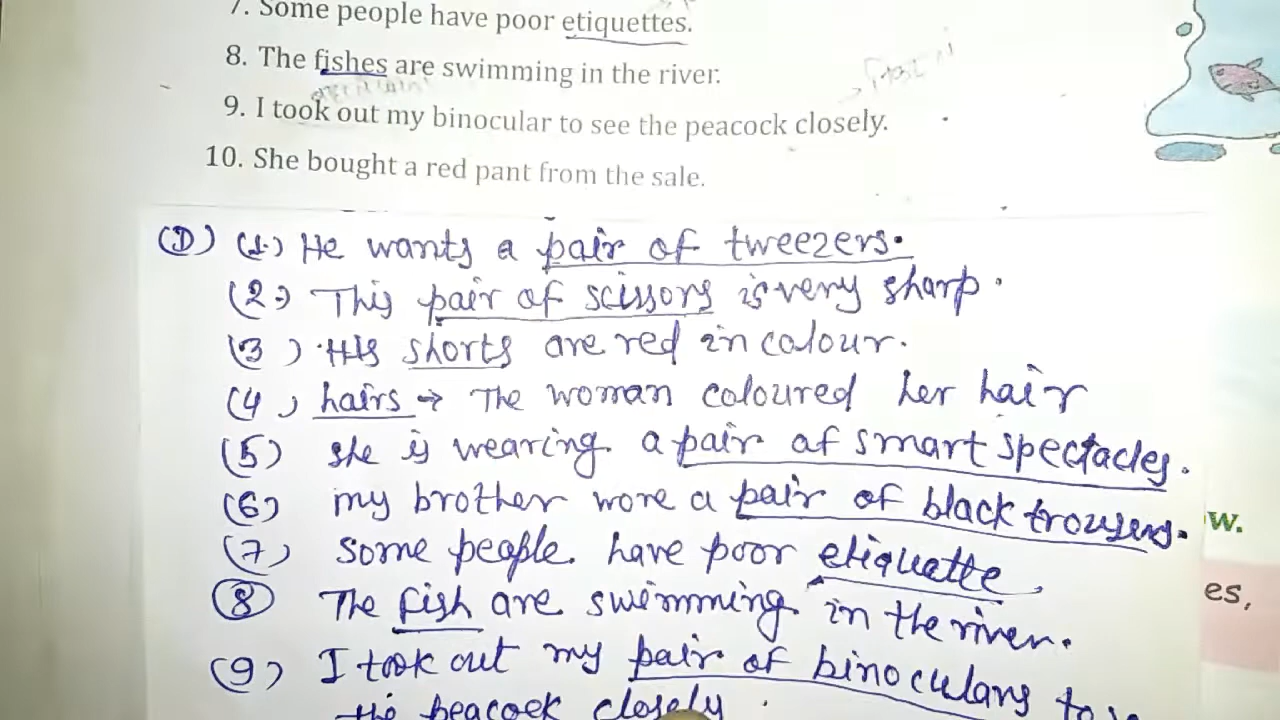 7. Some people have poor etiquettes.
8. The fishes are swimming in the river.
9. I took out my binocular to see the peacock closely.
10. She bought a red pant from the sale.
(D) (1.) He wants a pair of tweezers.
(2.) This pair of scissors is very sharp.
(3) His shorts are red in colour.
(4) hairs → The woman coloured her hair
(5) She is wearing a pair of smart spectacles.
(6) my brother wore a pair of black trousers.
w.
(7) Some people have poor etiquette.
es,
(8) The fish are swimming in the river.
(9) I took out my pair of binoculars to
the peacock closely.